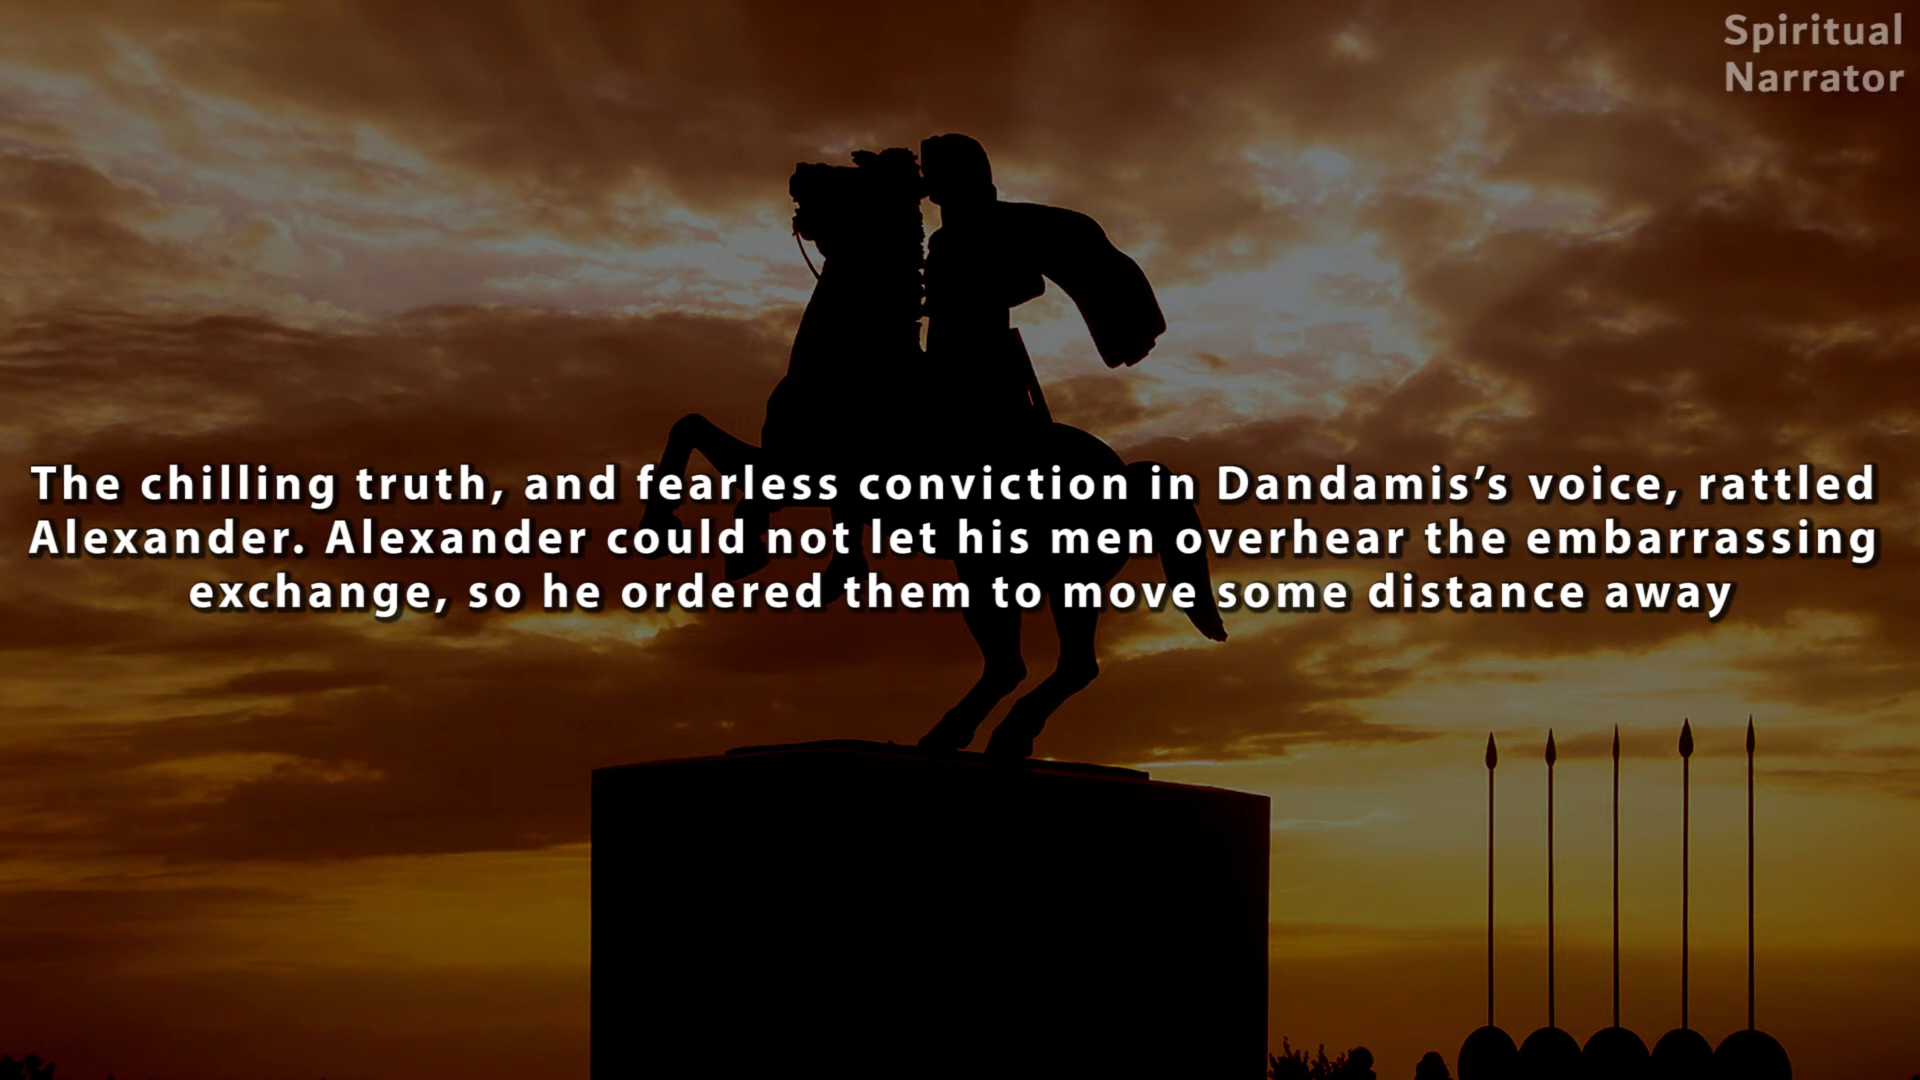 Spiritual
Narrator
The chilling truth, and fearless conviction in Dandamis’s voice, rattled
Alexander. Alexander could not let his men overhear the embarrassing
exchange, so he ordered them to move some distance away